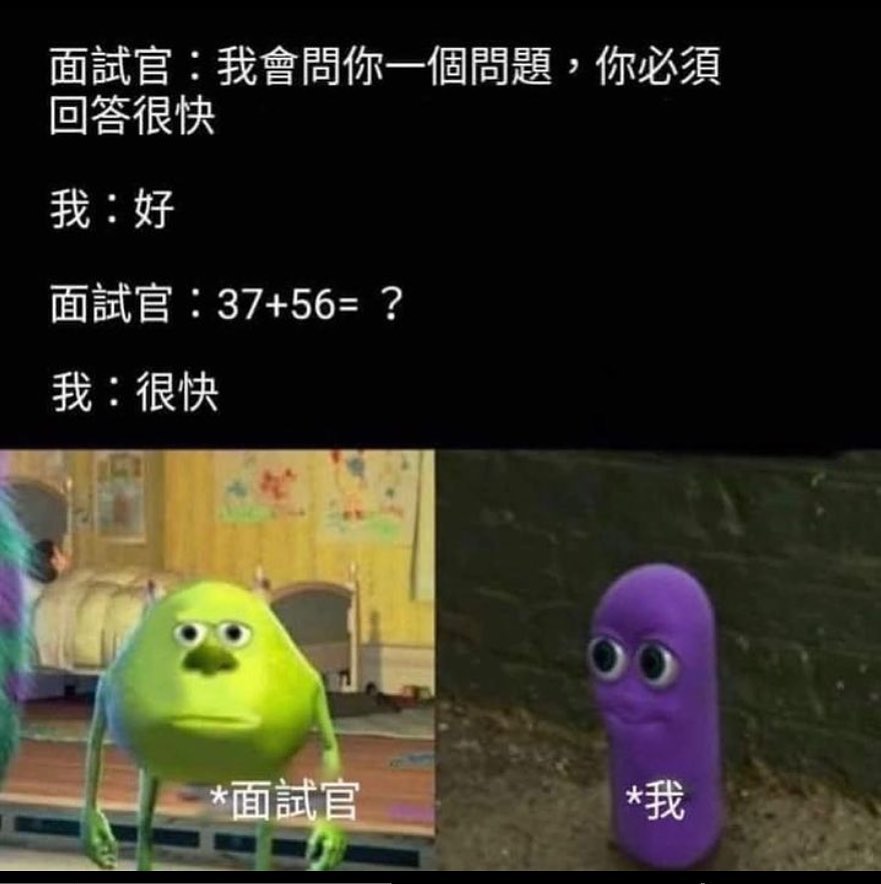 面試官：我會問你一個問題，你必須
回答很快
我：好
面試官：37+56= ？
我：很快
*面試官
*我